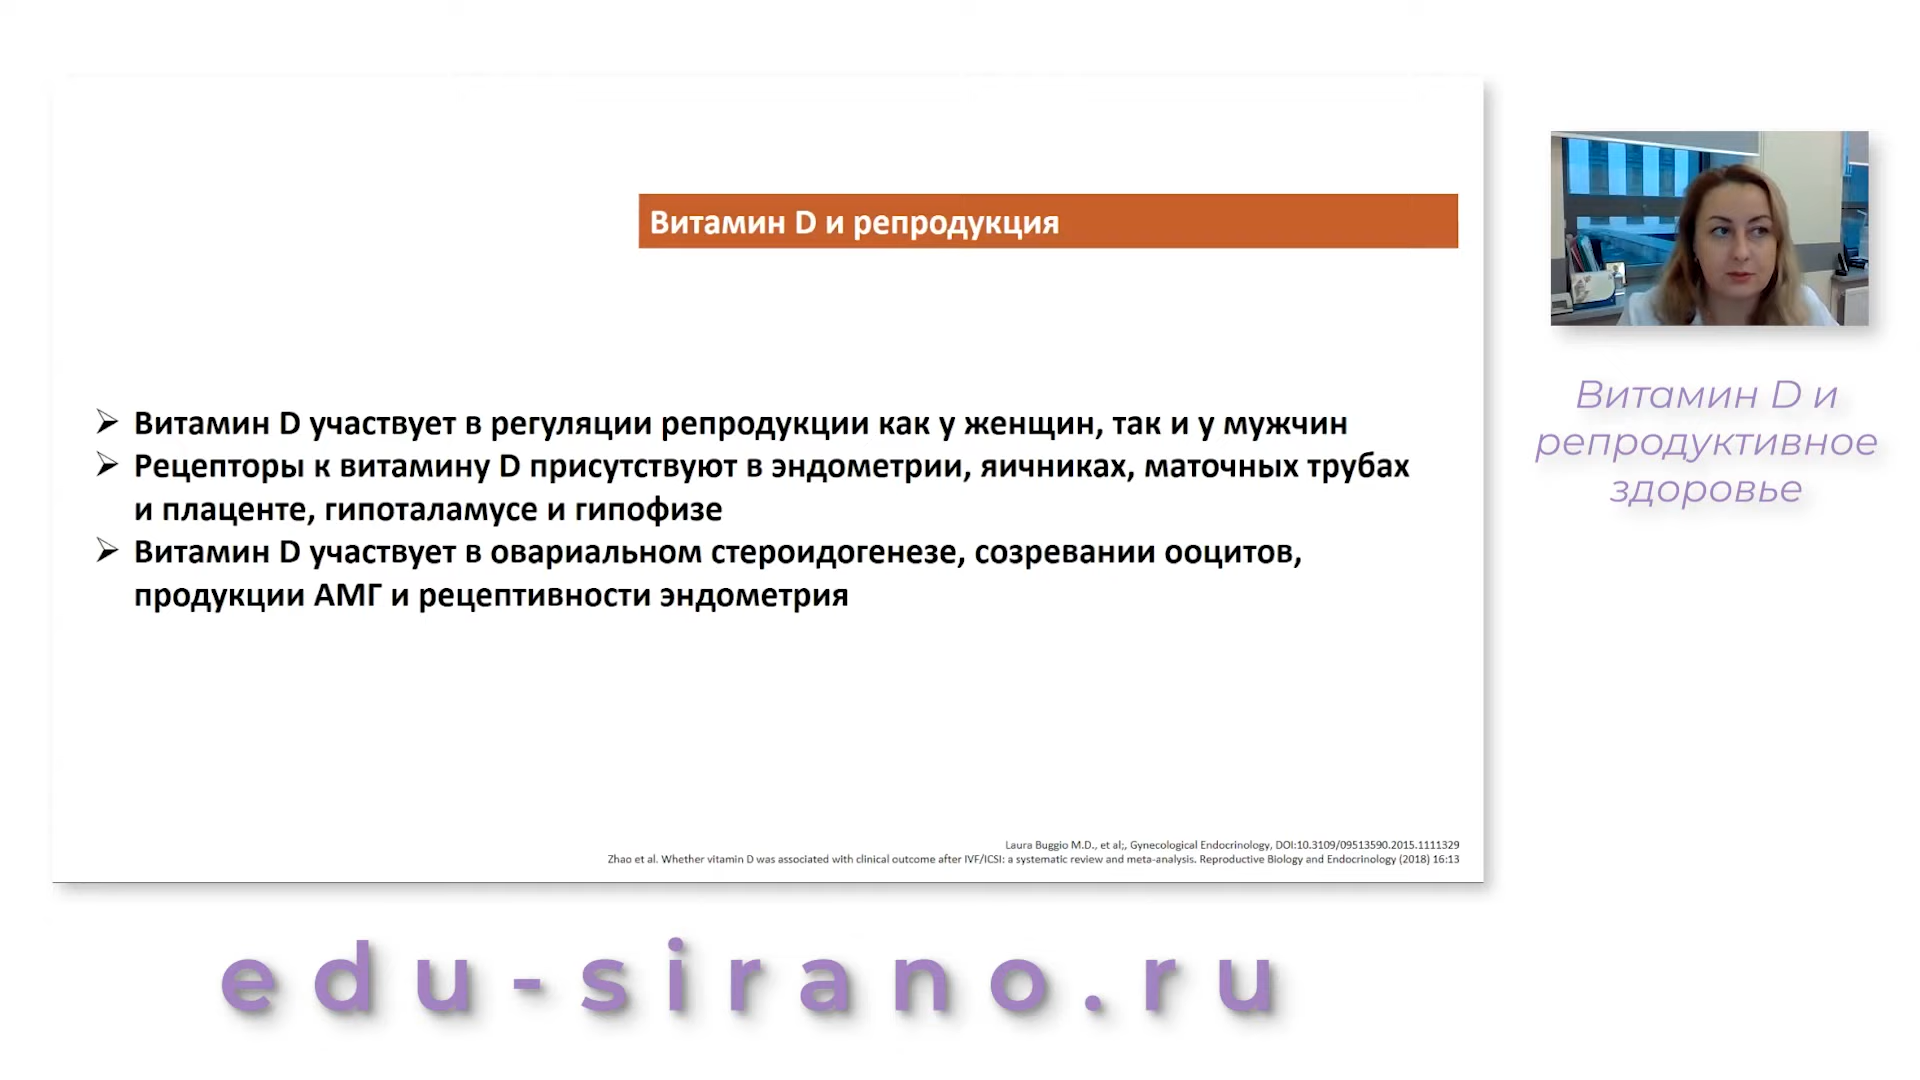 Витамин D и репродукция
Витамин D участвует в регуляции репродукции как у женщин, так и у мужчин
Рецепторы к витамину D присутствуют в эндометрии, яичниках, маточных трубах
и плаценте, гипоталамусе и гипофизе
Витамин D участвует в овариальном стероидогенезе, созревании ооцитов,
продукции АМГ и рецептивности эндометрия
Laura Buggio M.D., et al;, Gynecological Endocrinology, DOI:10.3109/09513590.2015.1111329
Zhao et al. Whether vitamin D was associated with clinical outcome after IVF/ICSI: a systematic review and meta-analysis. Reproductive Biology and Endocrinology (2018) 16:13
Витамин D и
репродуктивное
здоровье
edu-sirano.ru